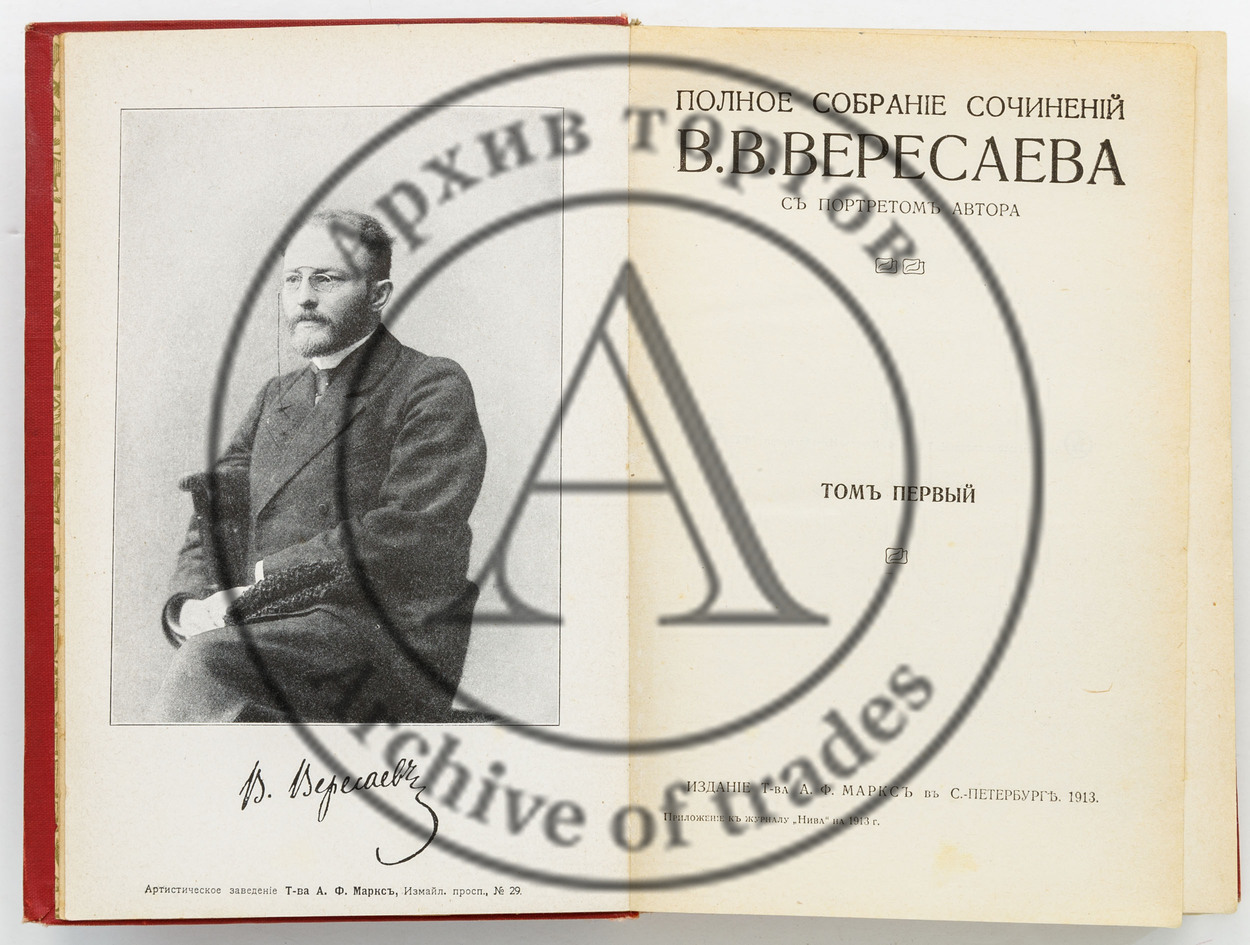 В. Вересаевъ
Артистическое заведеніе Т-ва А. Ф. Марксъ, Измайл. просп., № 29.
ПОЛНОЕ СОБРАНІЕ СОЧИНЕНІЙ
В. В. ВЕРЕСАЕВА
СЪ ПОРТРЕТОМЪ АВТОРА
ТОМЪ ПЕРВЫЙ
ИЗДАНІЕ Т-ва А. Ф. МАРКСЪ въ С.-ПЕТЕРБУРГѢ. 1913.
Приложеніе къ журналу „Нива“ на 1913 г.
Архив торгов
A
Archive of trades